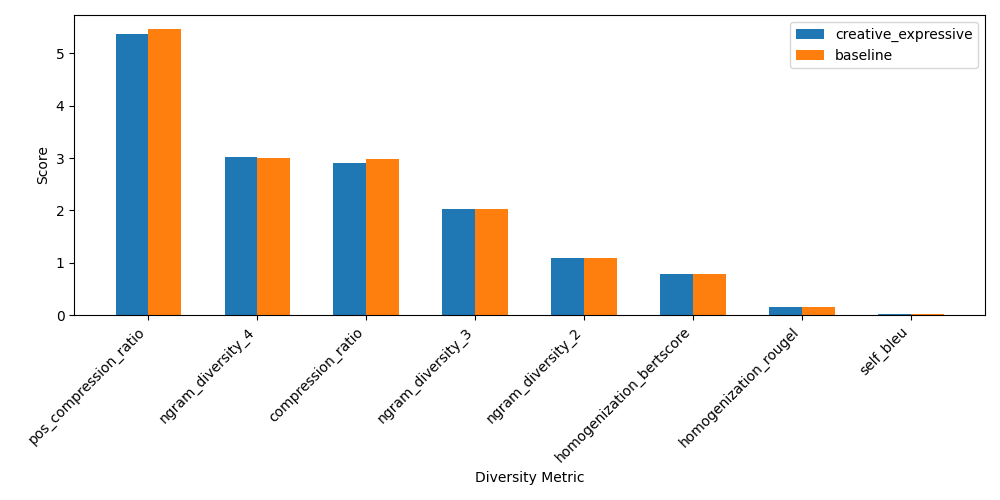 creative_expressive
baseline
Score
5
4
3
2
1
0
pos_compression_ratio
ngram_diversity_4
compression_ratio
ngram_diversity_3
ngram_diversity_2
homogenization_bertscore
homogenization_rougel
self_bleu
Diversity Metric